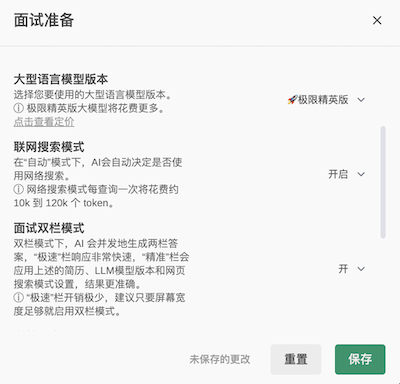 面试准备
大型语言模型版本
选择您要使用的大型语言模型版本。
ⓘ 极限精英版大模型将花费更多。
点击查看定价
🚀极限精英版
联网搜索模式
在“自动”模式下，AI会自动决定是否使
用网络搜索。
ⓘ 网络搜索模式每查询一次将花费约
10k 到 120k 个 token。
开启
面试双栏模式
双栏模式下，AI 会并发地生成两栏答
案，“极速”栏响应非常快速，“精准”栏会
应用上述的简历、LLM模型版本和网页
搜索模式设置，结果更准确。
ⓘ “极速”栏开销极少，建议只要屏幕宽
度足够就启用双栏模式。
开
未保存的更改
重置
保存